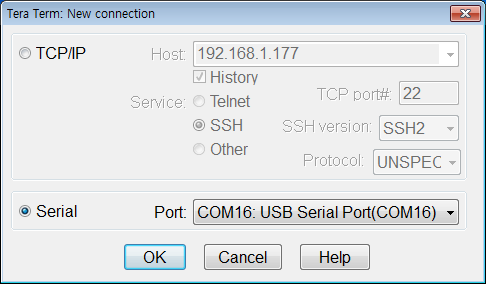 Tera Term: New connection
TCP/IP
Host: 192.168.1.177
History
Service: Telnet
TCP port#: 22
SSH
SSH version: SSH2
Other
Protocol: UNSPEC
Serial
Port: COM16: USB Serial Port(COM16)
OK Cancel Help